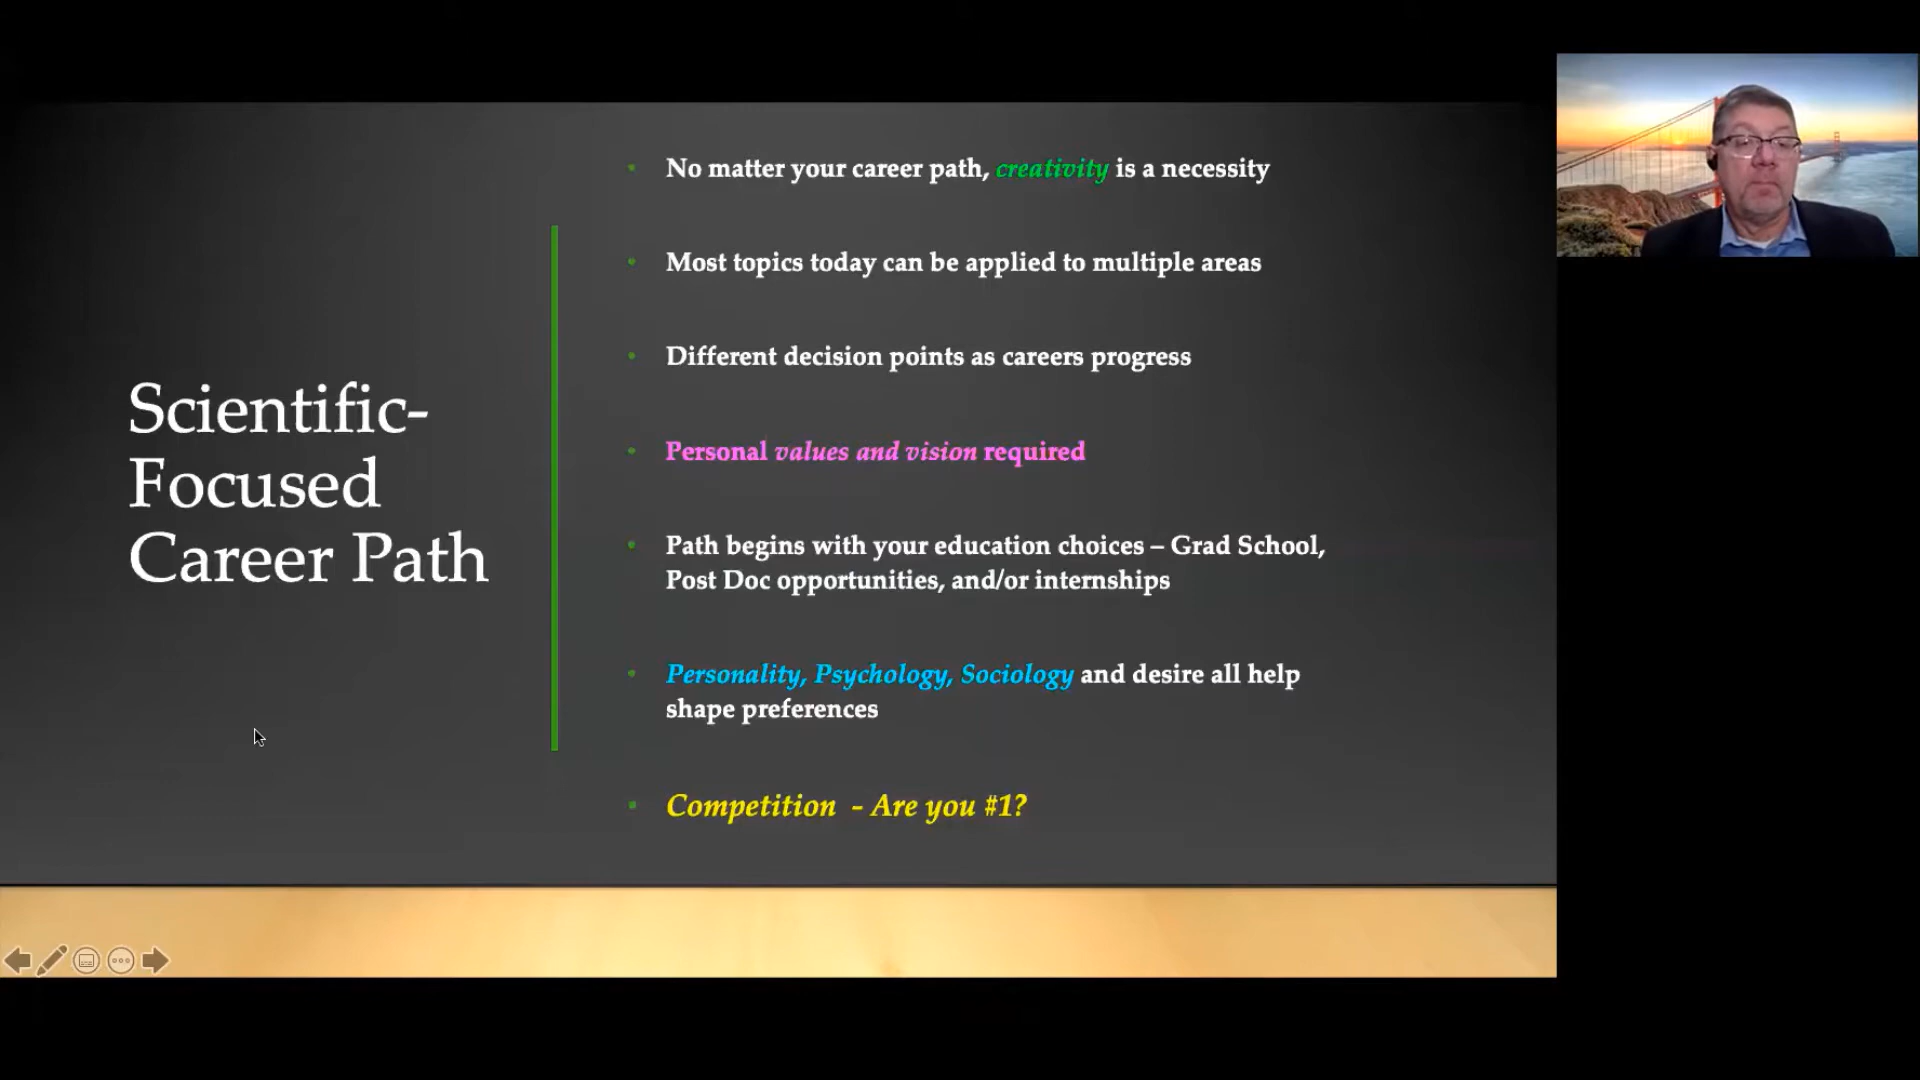 Scientific-
Focused
Career Path
No matter your career path, creativity is a necessity
Most topics today can be applied to multiple areas
Different decision points as careers progress
Personal values and vision required
Path begins with your education choices – Grad School,
Post Doc opportunities, and/or internships
Personality, Psychology, Sociology and desire all help
shape preferences
Competition - Are you #1?